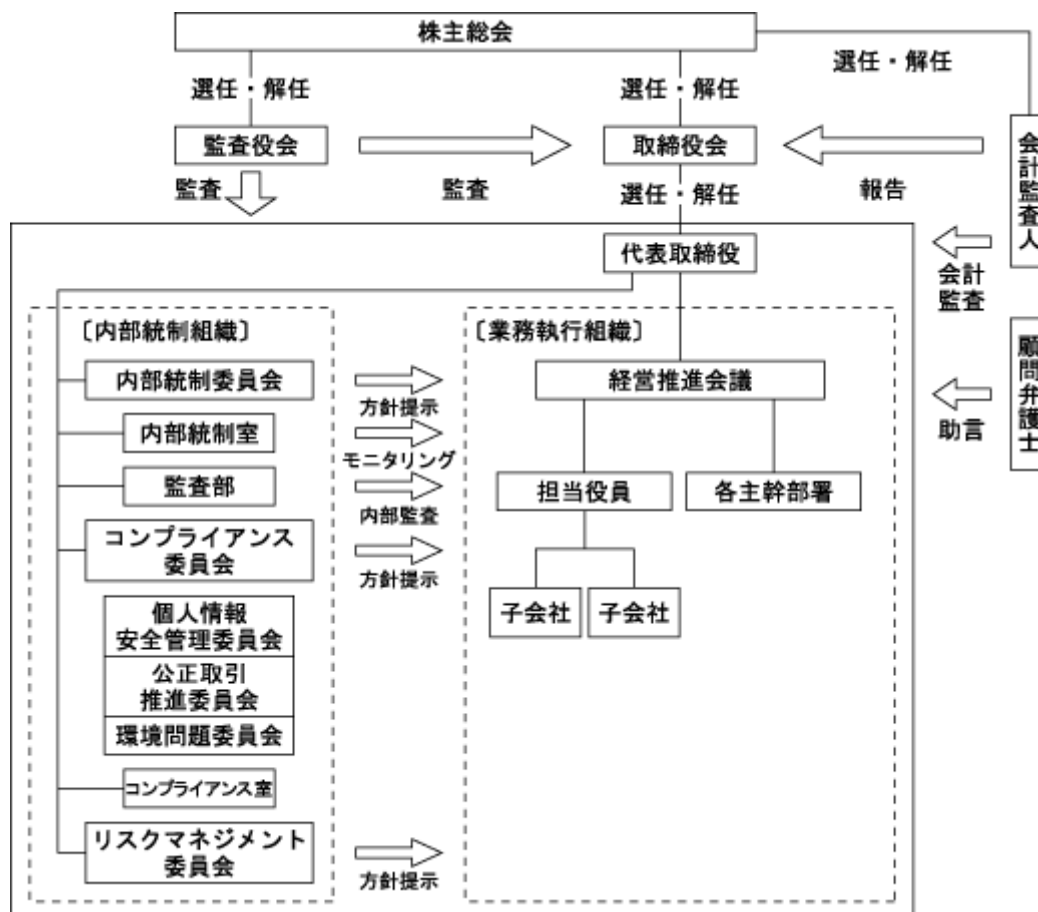 株主総会
選任・解任
選任・解任
選任・解任
監査役会
取締役会
会計監査人
監査
監査
選任・解任
報告
代表取締役
会計
監査
〔内部統制組織〕
〔業務執行組織〕
顧問弁護士
内部統制委員会
方針提示
経営推進会議
助言
内部統制室
モニタリング
監査部
内部監査
担当役員
各主幹部署
コンプライアンス
委員会
方針提示
子会社
子会社
個人情報
安全管理委員会
公正取引
推進委員会
環境問題委員会
コンプライアンス室
リスクマネジメント
委員会
方針提示